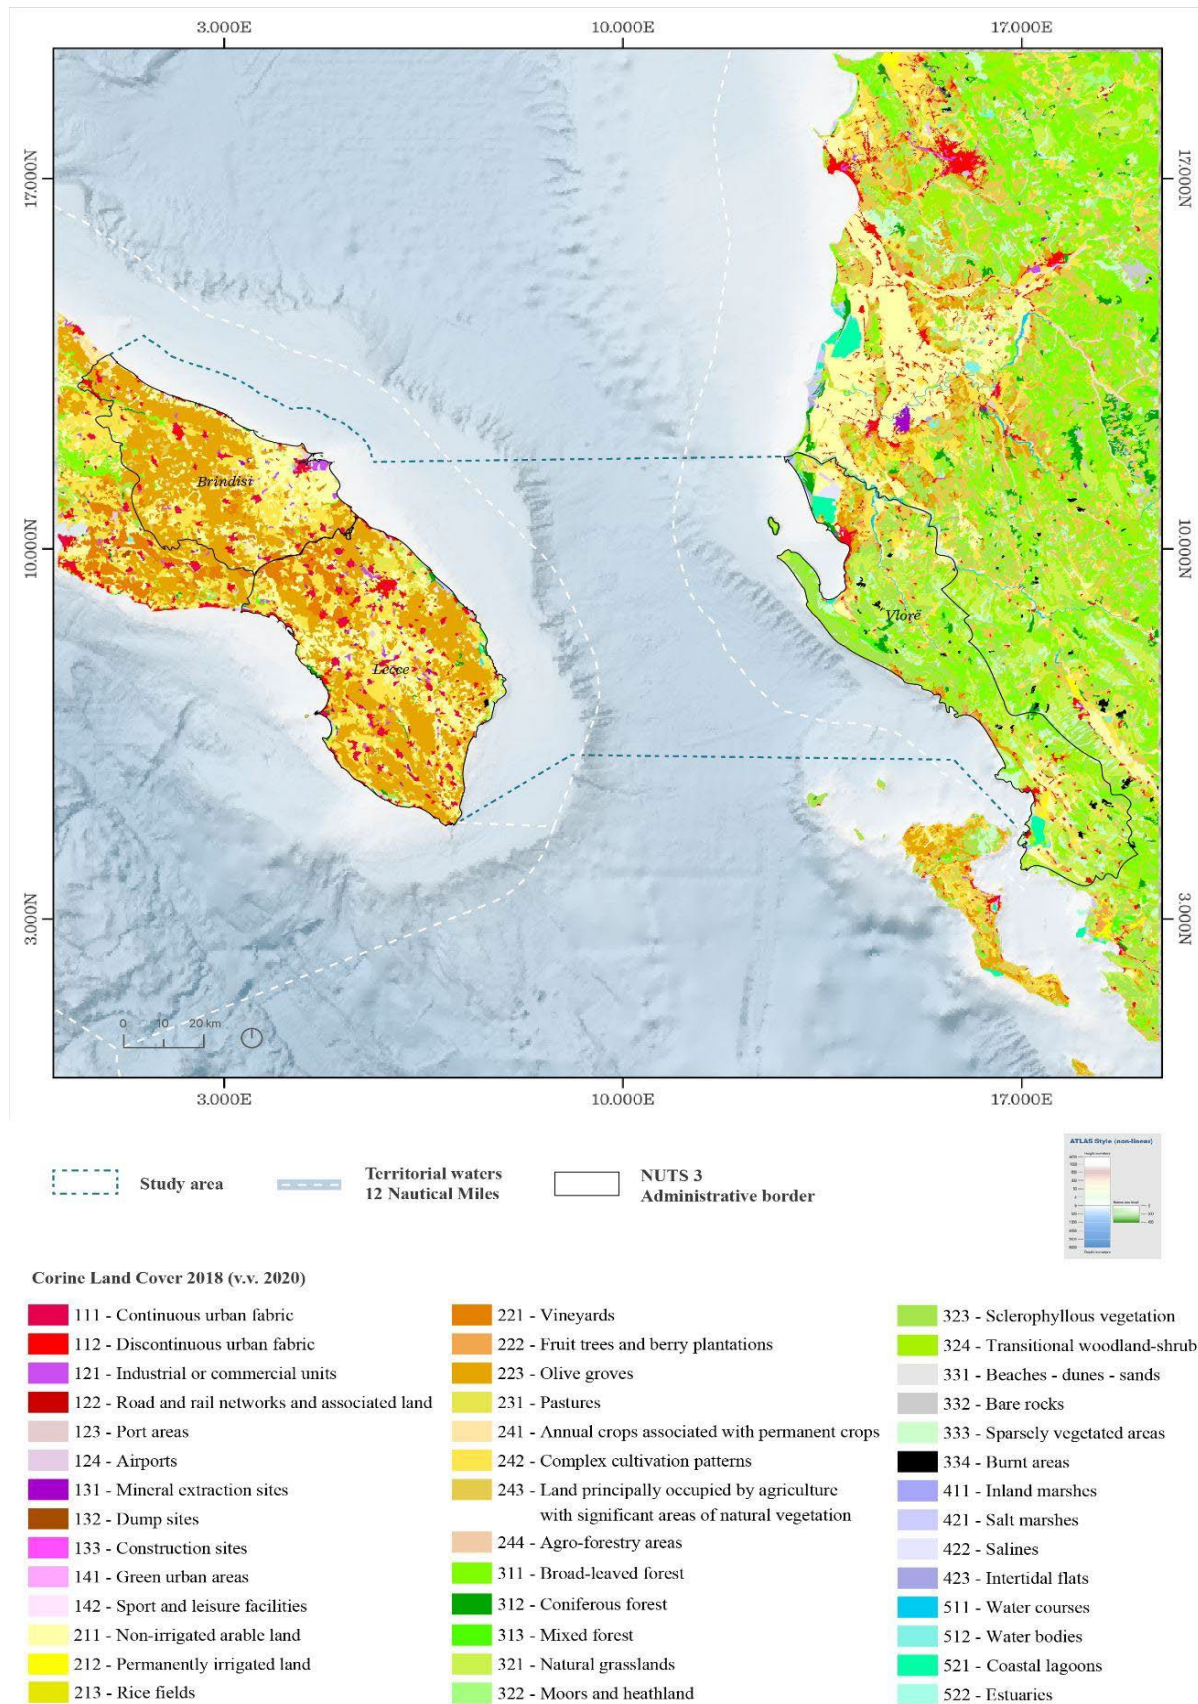 3.000E 10.000E 17.000E
17.000N
17.000N
Brindisi
10.000N
10.000N
Vlorë
Lecce
3.000N
3.000N
0 10 20 km
3.000E 10.000E 17.000E
Study area
Territorial waters
12 Nautical Miles
NUTS 3
Administrative border
ATLAS Style (non-linear)
Corine Land Cover 2018 (v.v. 2020)
111 - Continuous urban fabric
112 - Discontinuous urban fabric
121 - Industrial or commercial units
122 - Road and rail networks and associated land
123 - Port areas
124 - Airports
131 - Mineral extraction sites
132 - Dump sites
133 - Construction sites
141 - Green urban areas
142 - Sport and leisure facilities
211 - Non-irrigated arable land
212 - Permanently irrigated land
213 - Rice fields
221 - Vineyards
222 - Fruit trees and berry plantations
223 - Olive groves
231 - Pastures
241 - Annual crops associated with permanent crops
242 - Complex cultivation patterns
243 - Land principally occupied by agriculture
with significant areas of natural vegetation
244 - Agro-forestry areas
311 - Broad-leaved forest
312 - Coniferous forest
313 - Mixed forest
321 - Natural grasslands
322 - Moors and heathland
323 - Sclerophyllous vegetation
324 - Transitional woodland-shrub
331 - Beaches - dunes - sands
332 - Bare rocks
333 - Sparsely vegetated areas
334 - Burnt areas
411 - Inland marshes
421 - Salt marshes
422 - Salines
423 - Intertidal flats
511 - Water courses
512 - Water bodies
521 - Coastal lagoons
522 - Estuaries